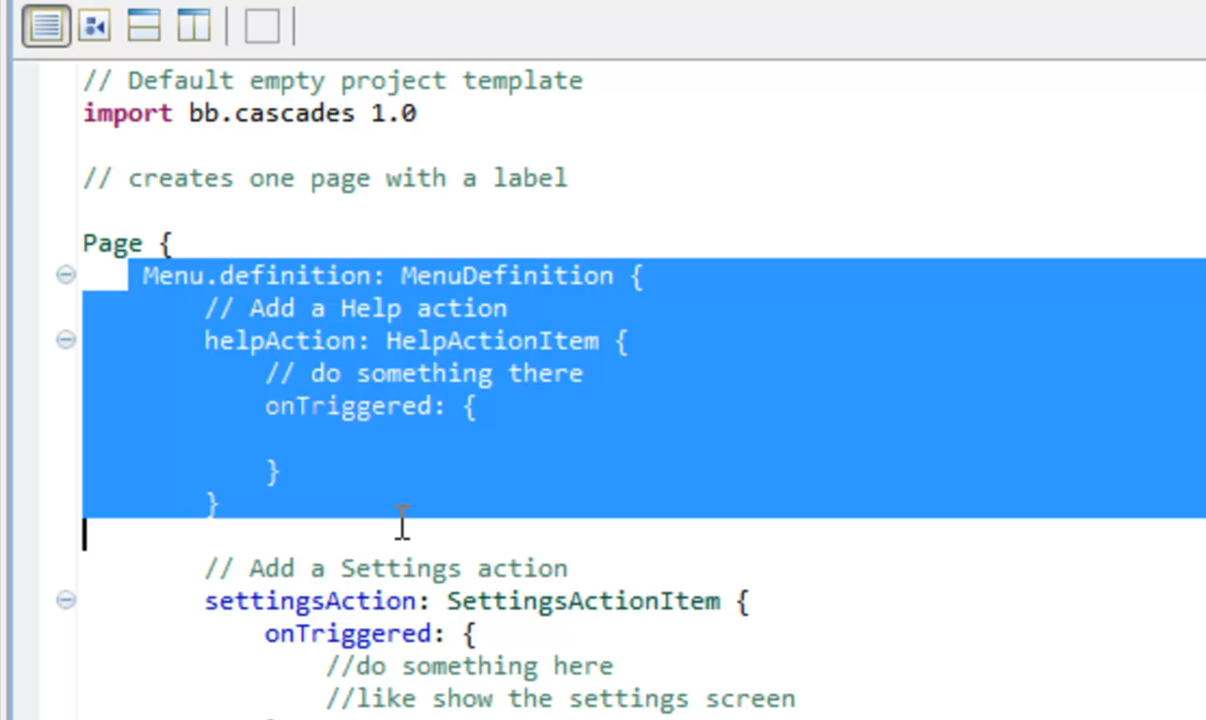 // Default empty project template
import bb.cascades 1.0
// creates one page with a label
Page {
Menu.definition: MenuDefinition {
// Add a Help action
helpAction: HelpActionItem {
// do something there
onTriggered: {
}
}
// Add a Settings action
settingsAction: SettingsActionItem {
onTriggered: {
//do something here
//like show the settings screen